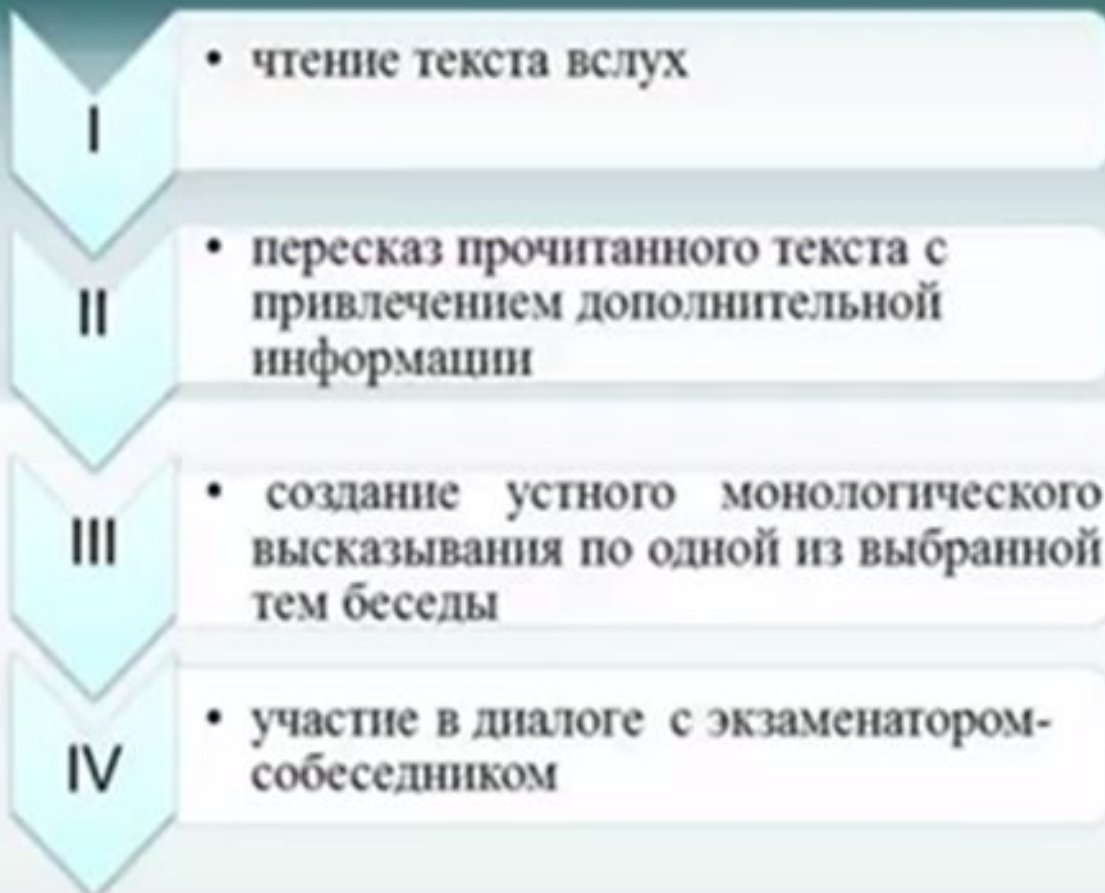 I
• чтение текста вслух
II
• пересказ прочитанного текста с
привлечением дополнительной
информации
III
• создание устного монологического
высказывания по одной из выбранной
тем беседы
IV
• участие в диалоге с экзаменатором-
собеседником